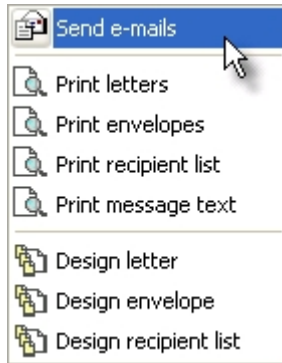 Send e-mails
Print letters
Print envelopes
Print recipient list
Print message text
Design letter
Design envelope
Design recipient list